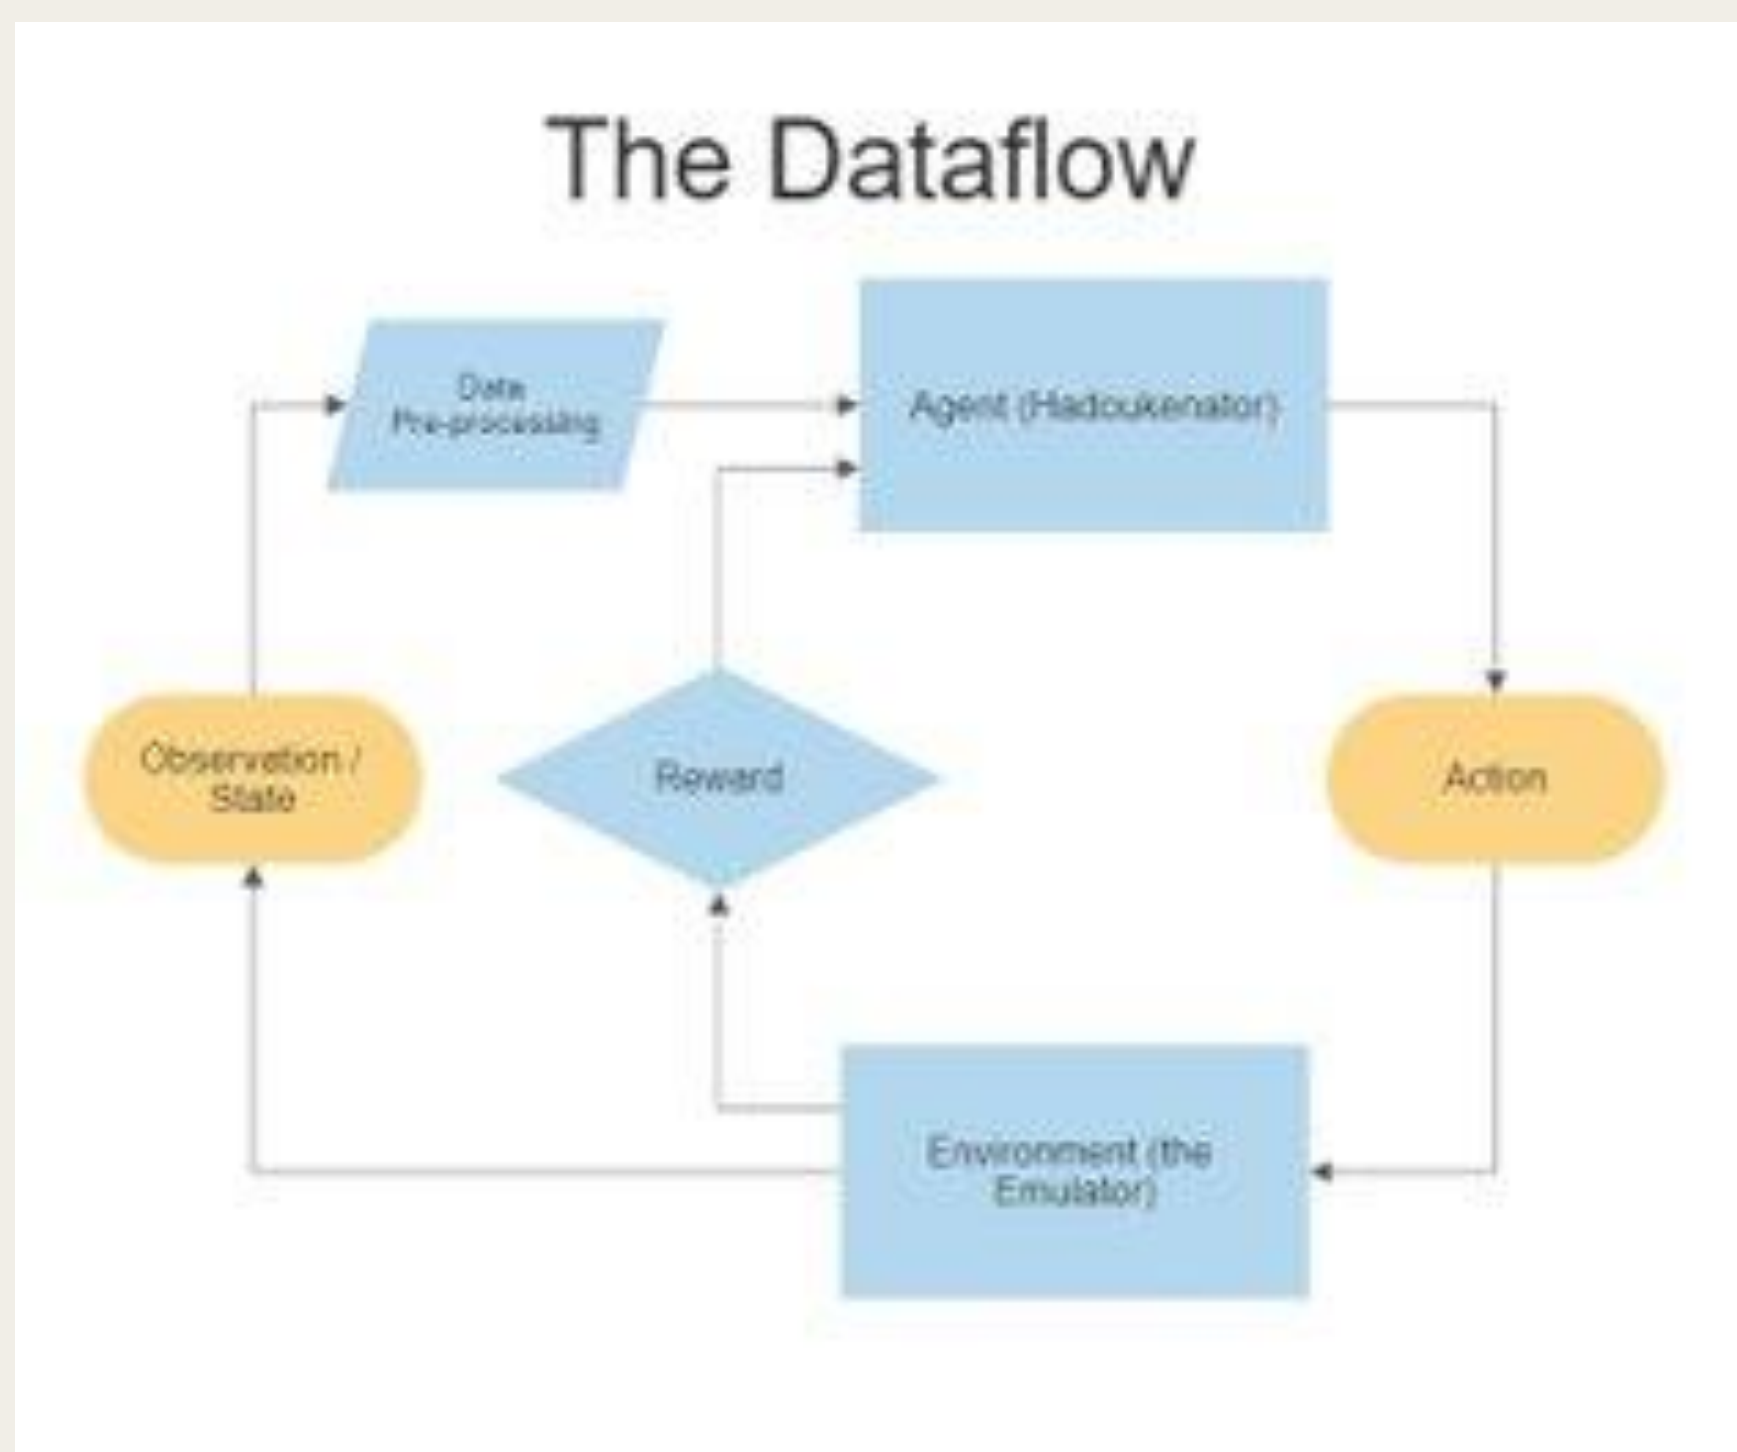 The Dataflow
Data
Pre-processing
Agent (Hadoukenator)
Observation /
State
Reward
Action
Environment (the
Emulator)